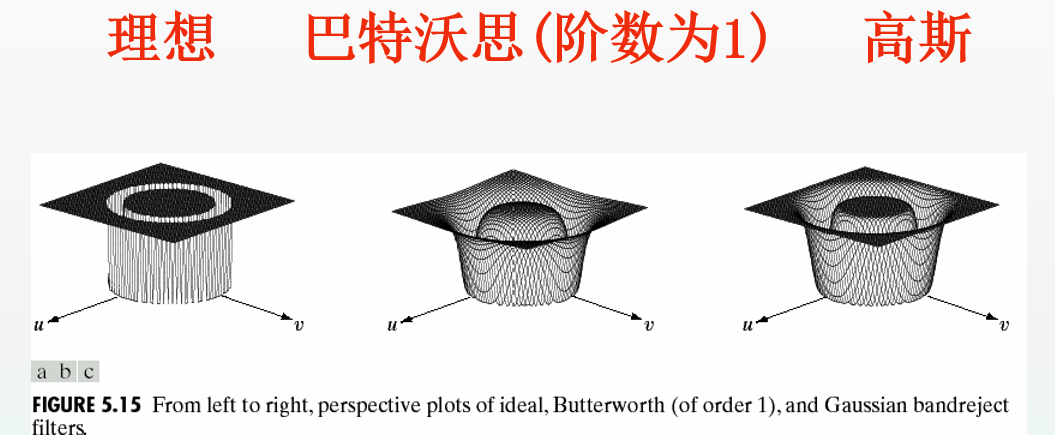 理想 巴特沃思(阶数为1) 高斯
u v u v u v
a b c
FIGURE 5.15 From left to right, perspective plots of ideal, Butterworth (of order 1), and Gaussian bandreject
filters.